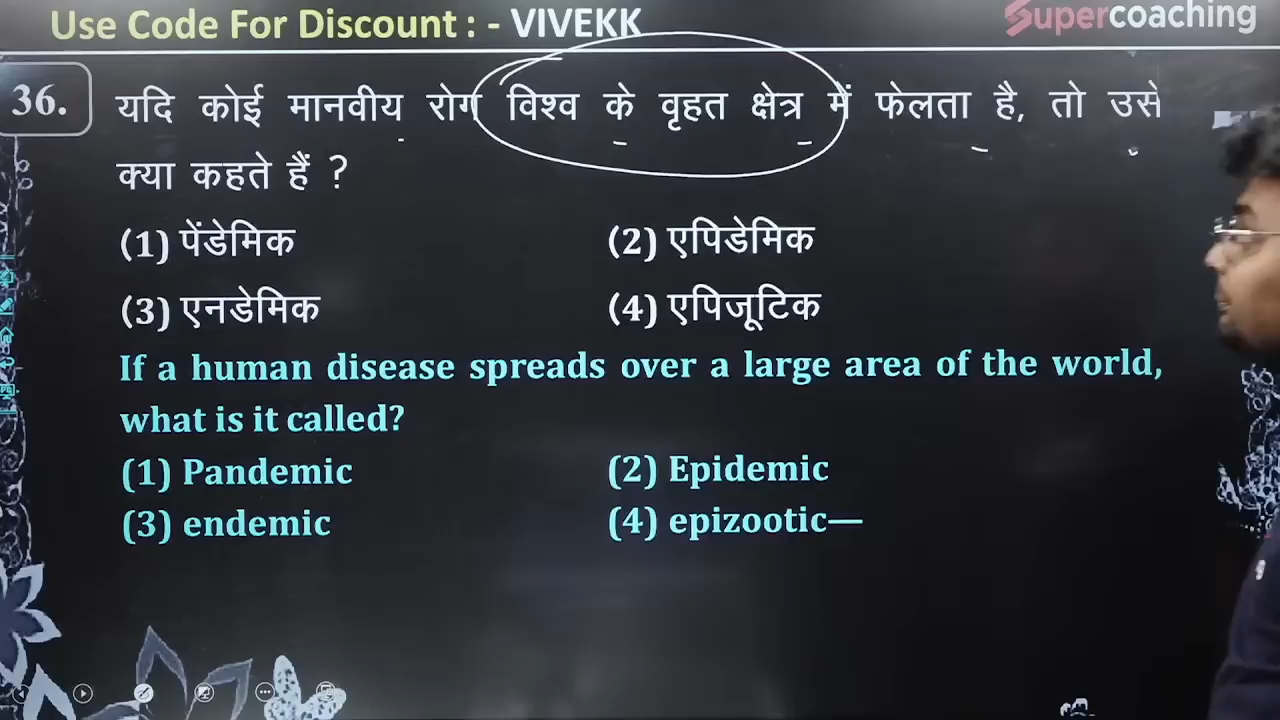 Use Code For Discount : - VIVEKK
Supercoaching
36. यदि कोई मानवीय रोग विश्व के वृहत क्षेत्र में फेलता है, तो उसे
क्या कहते हैं ?
(1) पेंडेमिक (2) एपिडेमिक
(3) एनडेमिक (4) एपिजूटिक
If a human disease spreads over a large area of the world,
what is it called?
(1) Pandemic (2) Epidemic
(3) endemic (4) epizootic—